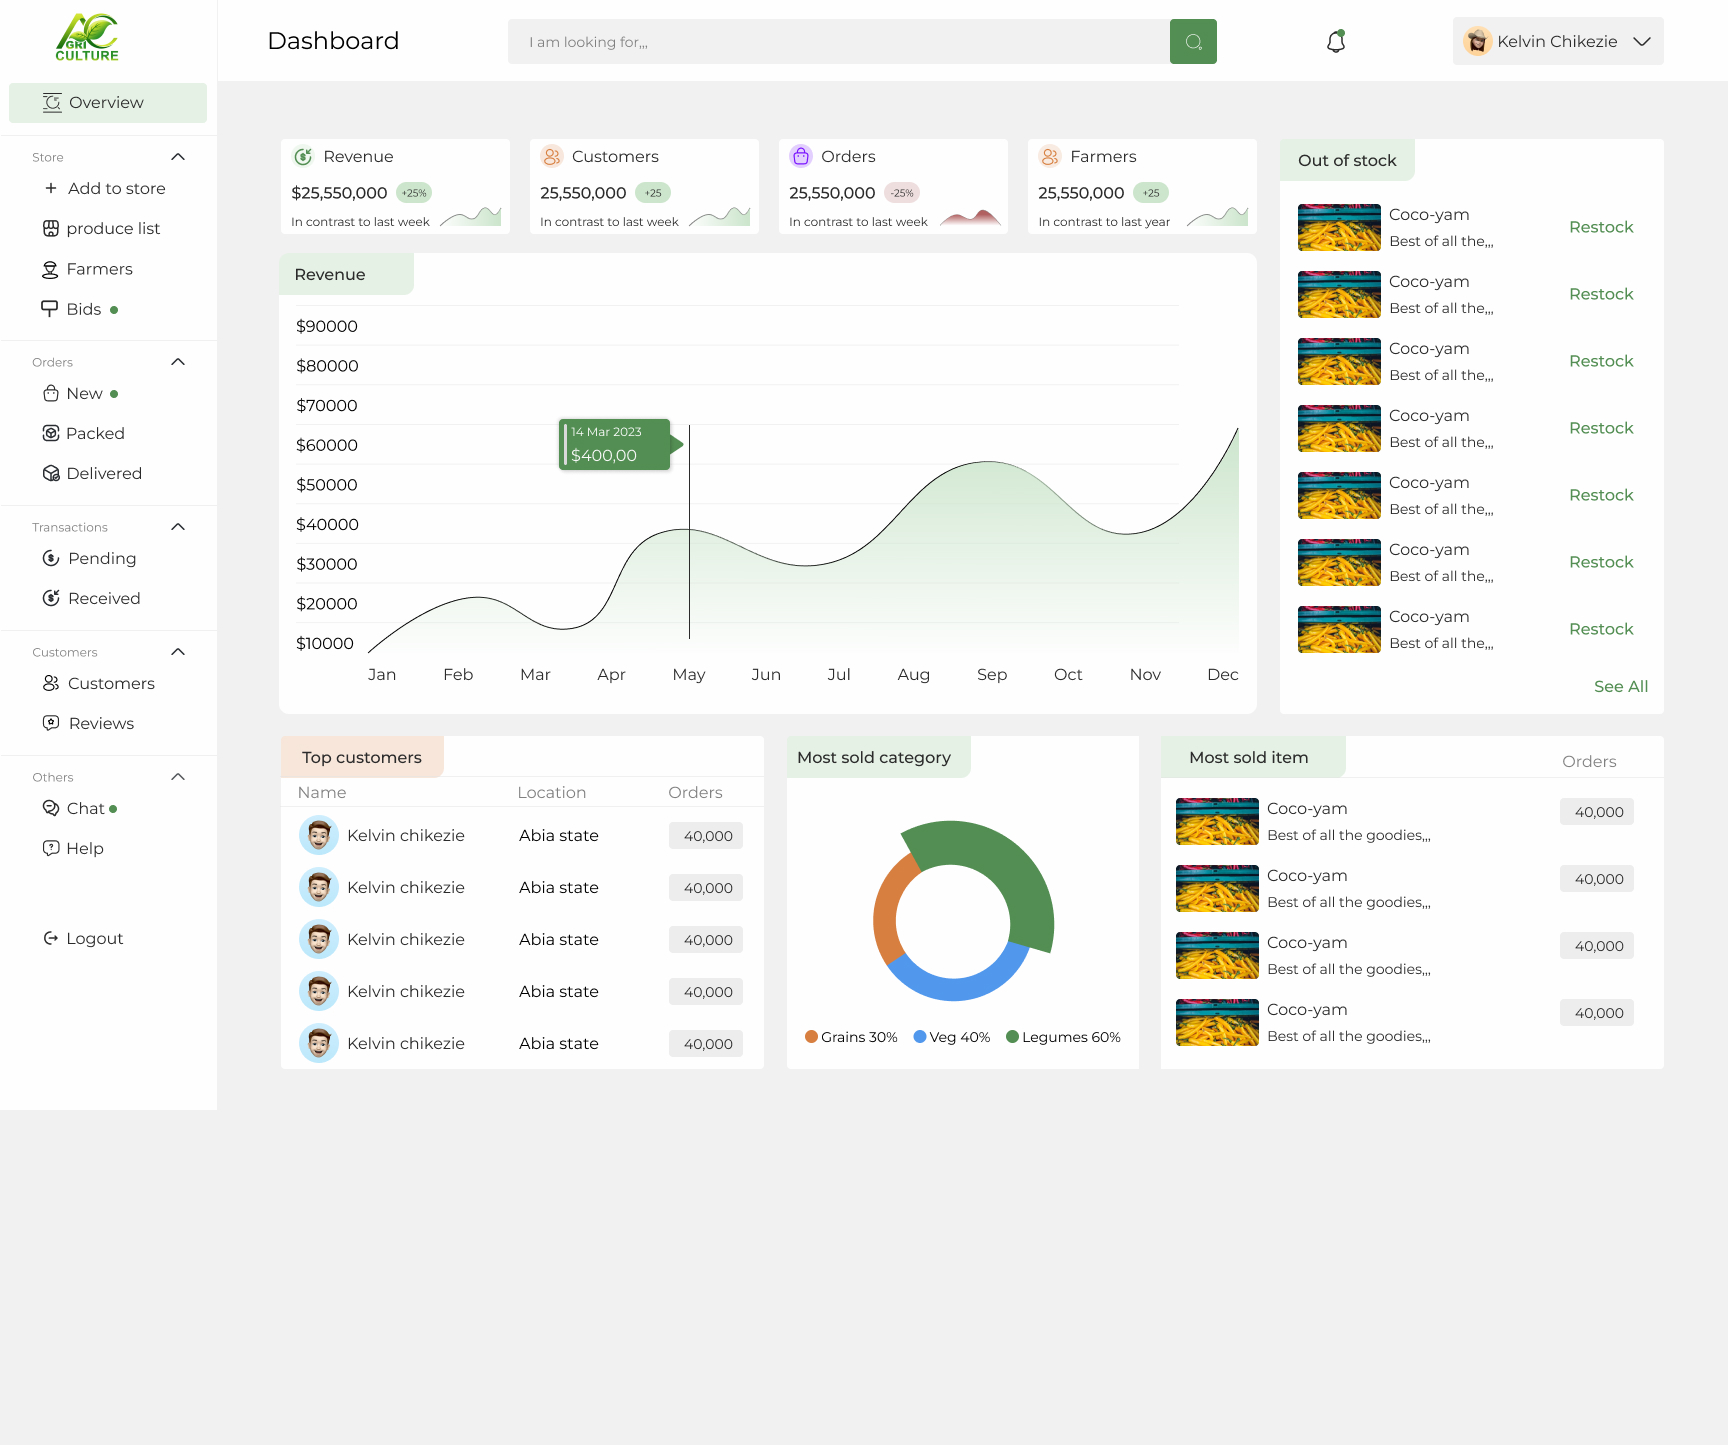 AC
GRI
CULTURE
Dashboard
I am looking for,,,
Kelvin Chikezie
Overview
Store
Add to store
produce list
Farmers
Bids
Orders
New
Packed
Delivered
Transactions
Pending
Received
Customers
Customers
Reviews
Others
Chat
Help
Logout
Revenue
$25,550,000 +25%
In contrast to last week
Customers
25,550,000 +25
In contrast to last week
Orders
25,550,000 -25%
In contrast to last week
Farmers
25,550,000 +25
In contrast to last year
Revenue
$90000
$80000
$70000
$60000
$50000
$40000
$30000
$20000
$10000
14 Mar 2023
$400,00
Jan Feb Mar Apr May Jun Jul Aug Sep Oct Nov Dec
Out of stock
Coco-yam
Best of all the,,,
Restock
Coco-yam
Best of all the,,,
Restock
Coco-yam
Best of all the,,,
Restock
Coco-yam
Best of all the,,,
Restock
Coco-yam
Best of all the,,,
Restock
Coco-yam
Best of all the,,,
Restock
Coco-yam
Best of all the,,,
Restock
See All
Top customers
Name Location Orders
Kelvin chikezie Abia state 40,000
Kelvin chikezie Abia state 40,000
Kelvin chikezie Abia state 40,000
Kelvin chikezie Abia state 40,000
Kelvin chikezie Abia state 40,000
Most sold category
Grains 30% Veg 40% Legumes 60%
Most sold item
Orders
Coco-yam
Best of all the goodies,,,
40,000
Coco-yam
Best of all the goodies,,,
40,000
Coco-yam
Best of all the goodies,,,
40,000
Coco-yam
Best of all the goodies,,,
40,000